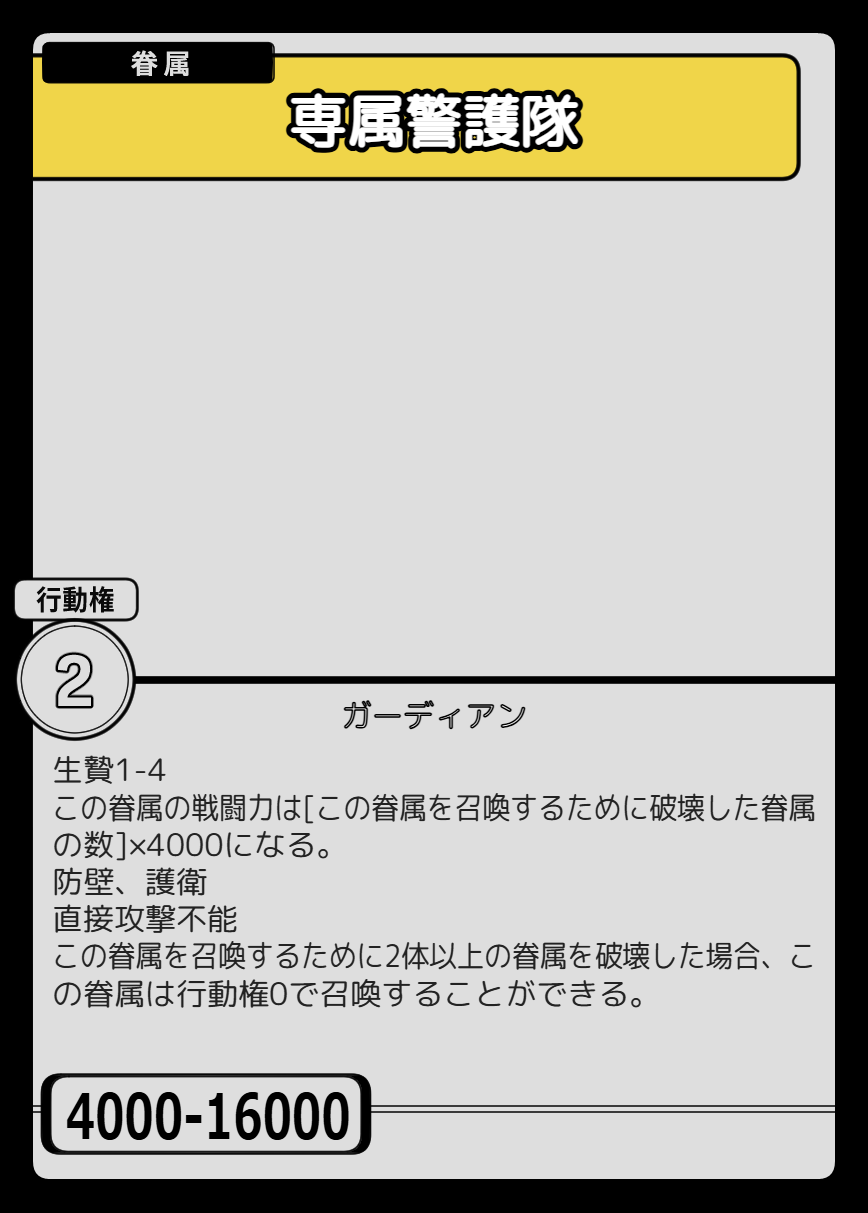 眷属
専属警護隊
行動権
2
ガーディアン
生贄1-4
この眷属の戦闘力は[この眷属を召喚するために破壊した眷属
の数]×4000になる。
防壁、護衛
直接攻撃不能
この眷属を召喚するために2体以上の眷属を破壊した場合、こ
の眷属は行動権0で召喚することができる。
4000-16000